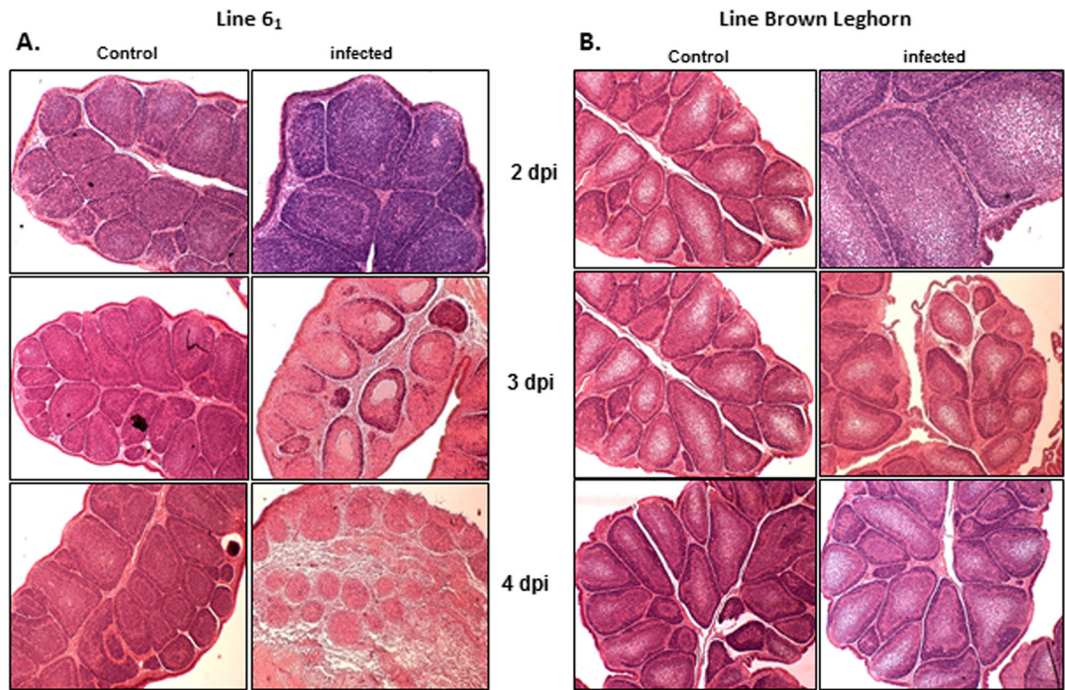 Line 6₁
Line Brown Leghorn
A.
Control
infected
B.
Control
infected
2 dpi
3 dpi
4 dpi